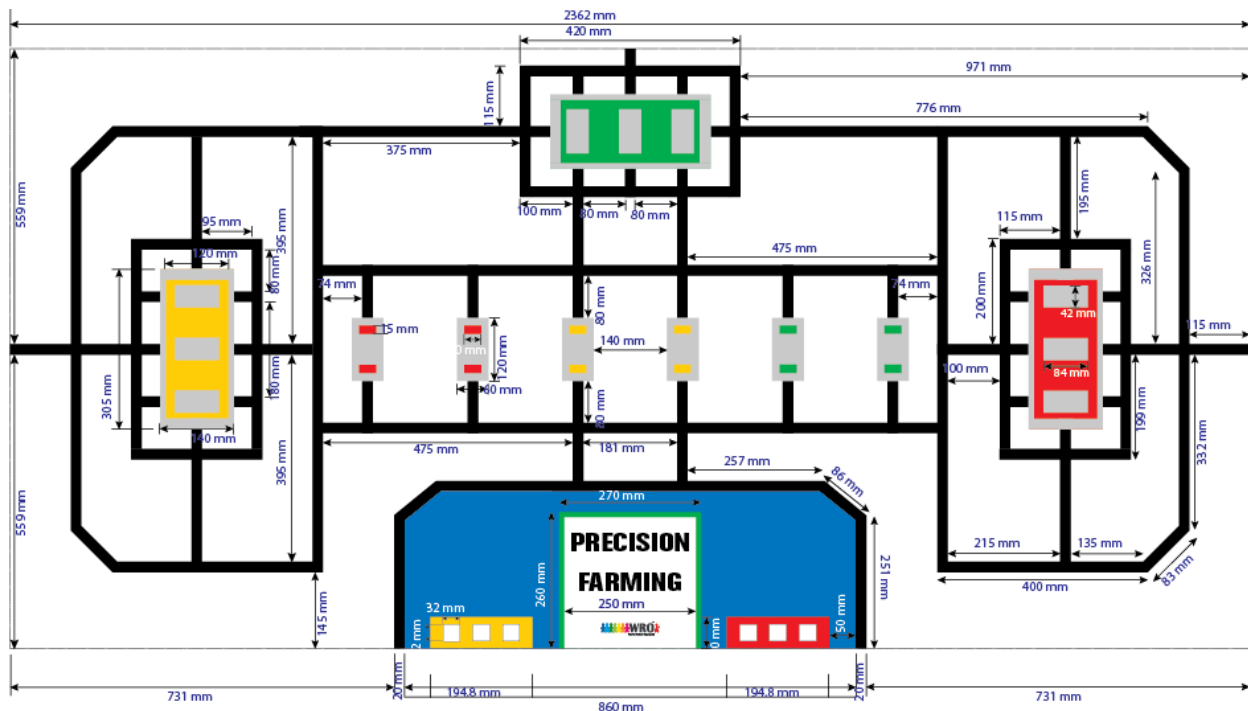 2362 mm
420 mm
971 mm
776 mm
115 mm
375 mm
559 mm
395 mm
95 mm
120 mm
80 mm
100 mm
80 mm
80 mm
195 mm
115 mm
475 mm
326 mm
200 mm
74 mm
74 mm
80 mm
15 mm
140 mm
120 mm
60 mm
42 mm
115 mm
305 mm
180 mm
84 mm
100 mm
199 mm
140 mm
475 mm
181 mm
395 mm
257 mm
86 mm
332 mm
559 mm
270 mm
PRECISION
FARMING
260 mm
250 mm
WRO
251 mm
215 mm
135 mm
400 mm
83 mm
145 mm
32 mm
50 mm
731 mm
20 mm
194.8 mm
860 mm
194.8 mm
20 mm
731 mm